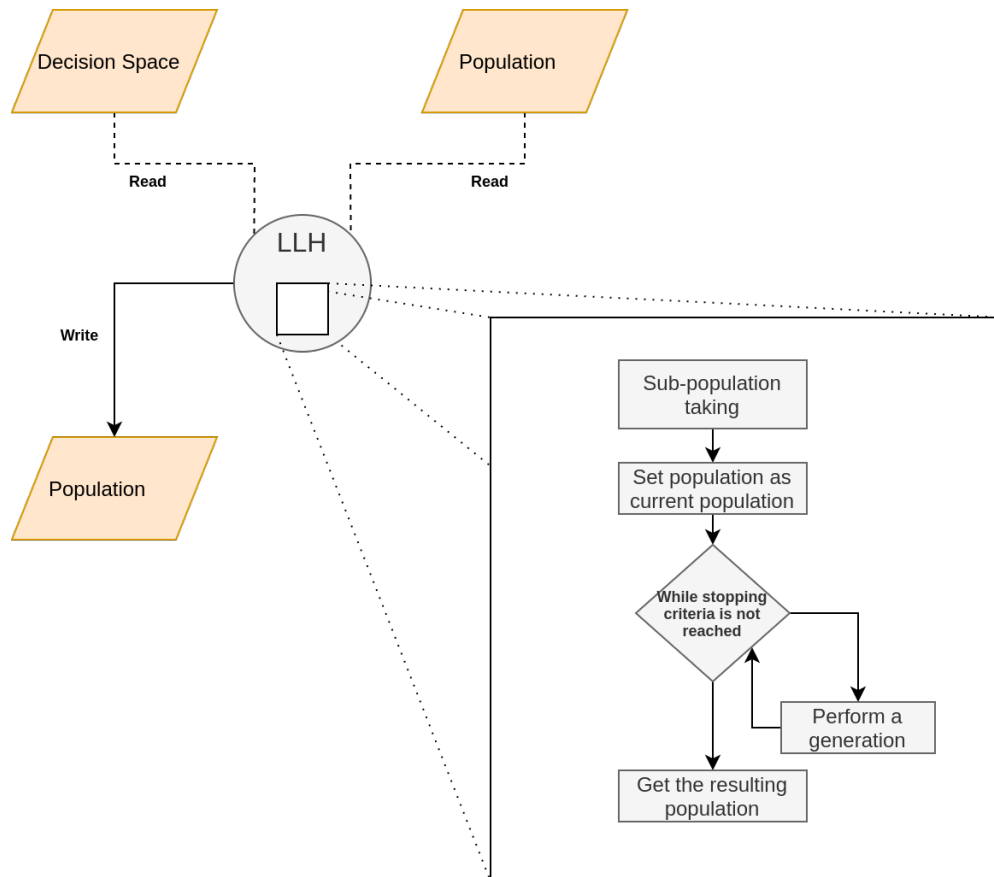 Decision Space
Population
Read
Read
LLH
Write
Population
Sub-population
taking
Set population as
current population
While stopping
criteria is not
reached
Perform a
generation
Get the resulting
population